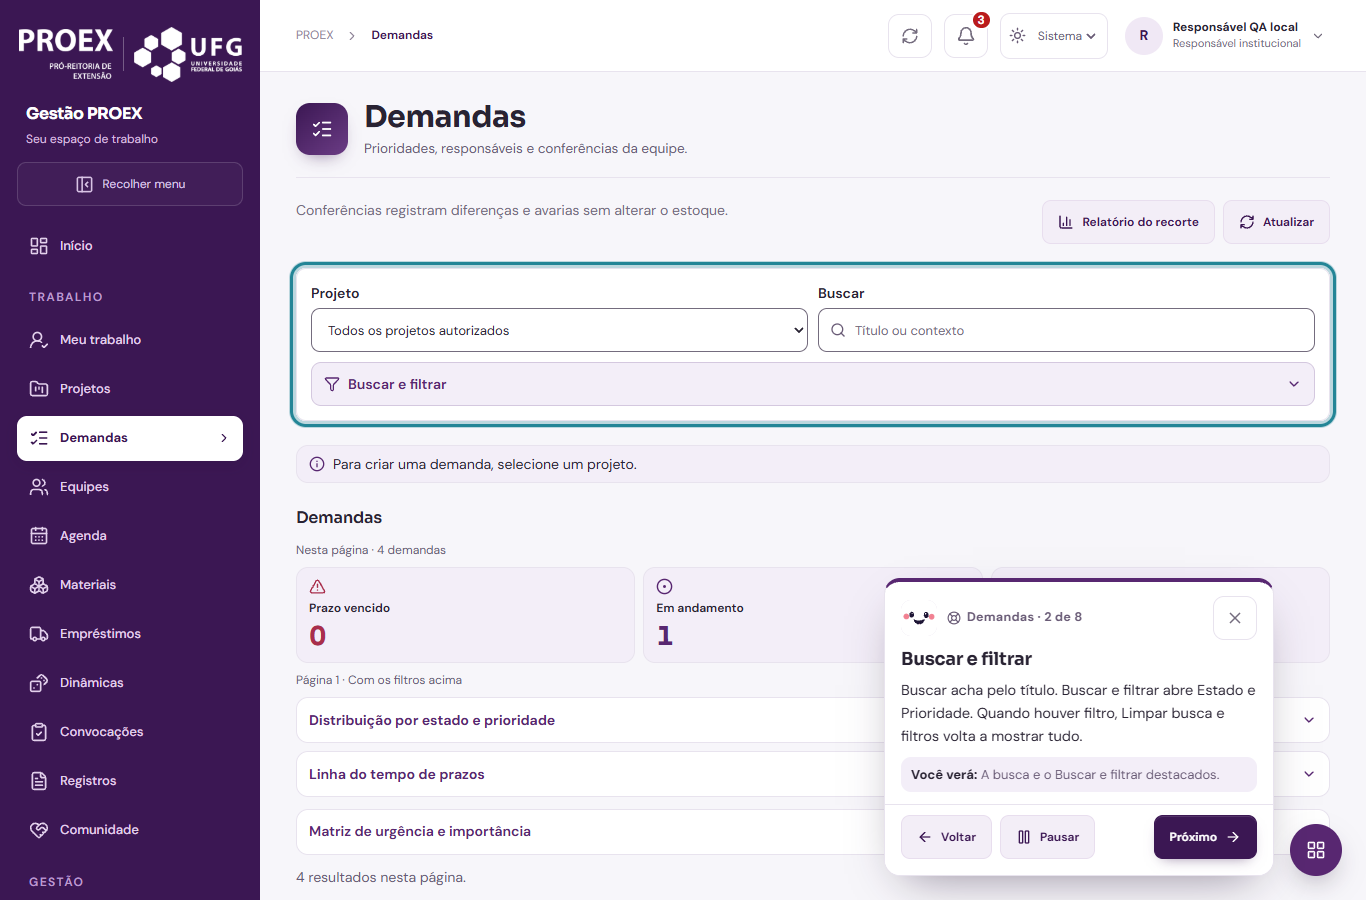 PROEX
PRÓ-REITORIA DE
EXTENSÃO
UFG
UNIVERSIDADE
FEDERAL DE GOIÁS
Gestão PROEX
Seu espaço de trabalho
Recolher menu
Início
TRABALHO
Meu trabalho
Projetos
Demandas
Equipes
Agenda
Materiais
Empréstimos
Dinâmicas
Convocações
Registros
Comunidade
GESTÃO
PROEX
Demandas
3
Sistema
R
Responsável QA local
Responsável institucional
Demandas
Prioridades, responsáveis e conferências da equipe.
Conferências registram diferenças e avarias sem alterar o estoque.
Relatório do recorte
Atualizar
Projeto
Buscar
Todos os projetos autorizados
Título ou contexto
Buscar e filtrar
Para criar uma demanda, selecione um projeto.
Demandas
Nesta página · 4 demandas
Prazo vencido
0
Em andamento
1
Página 1 · Com os filtros acima
Distribuição por estado e prioridade
Linha do tempo de prazos
Matriz de urgência e importância
4 resultados nesta página.
Demandas · 2 de 8
Buscar e filtrar
Buscar acha pelo título. Buscar e filtrar abre Estado e
Prioridade. Quando houver filtro, Limpar busca e
filtros volta a mostrar tudo.
Você verá: A busca e o Buscar e filtrar destacados.
Voltar
Pausar
Próximo